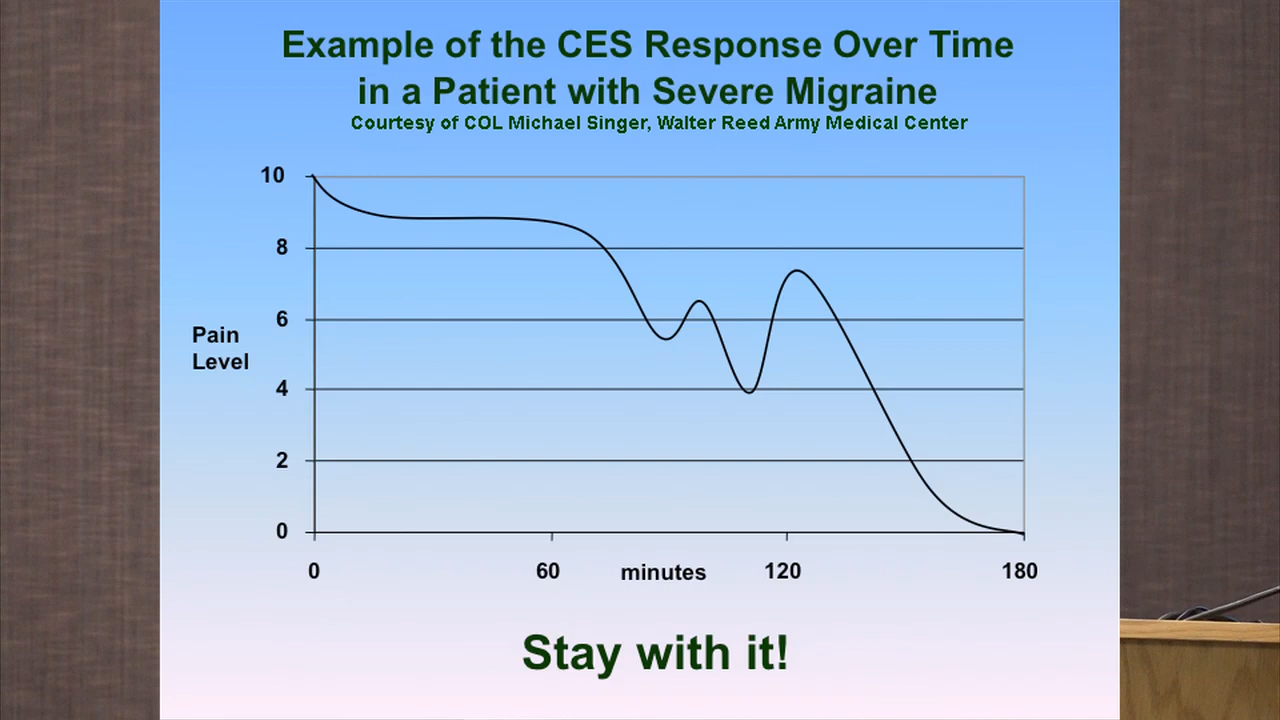 Example of the CES Response Over Time
in a Patient with Severe Migraine
Courtesy of COL Michael Singer, Walter Reed Army Medical Center
10
8
6
4
2
0
Pain
Level
0 60 minutes 120 180
Stay with it!